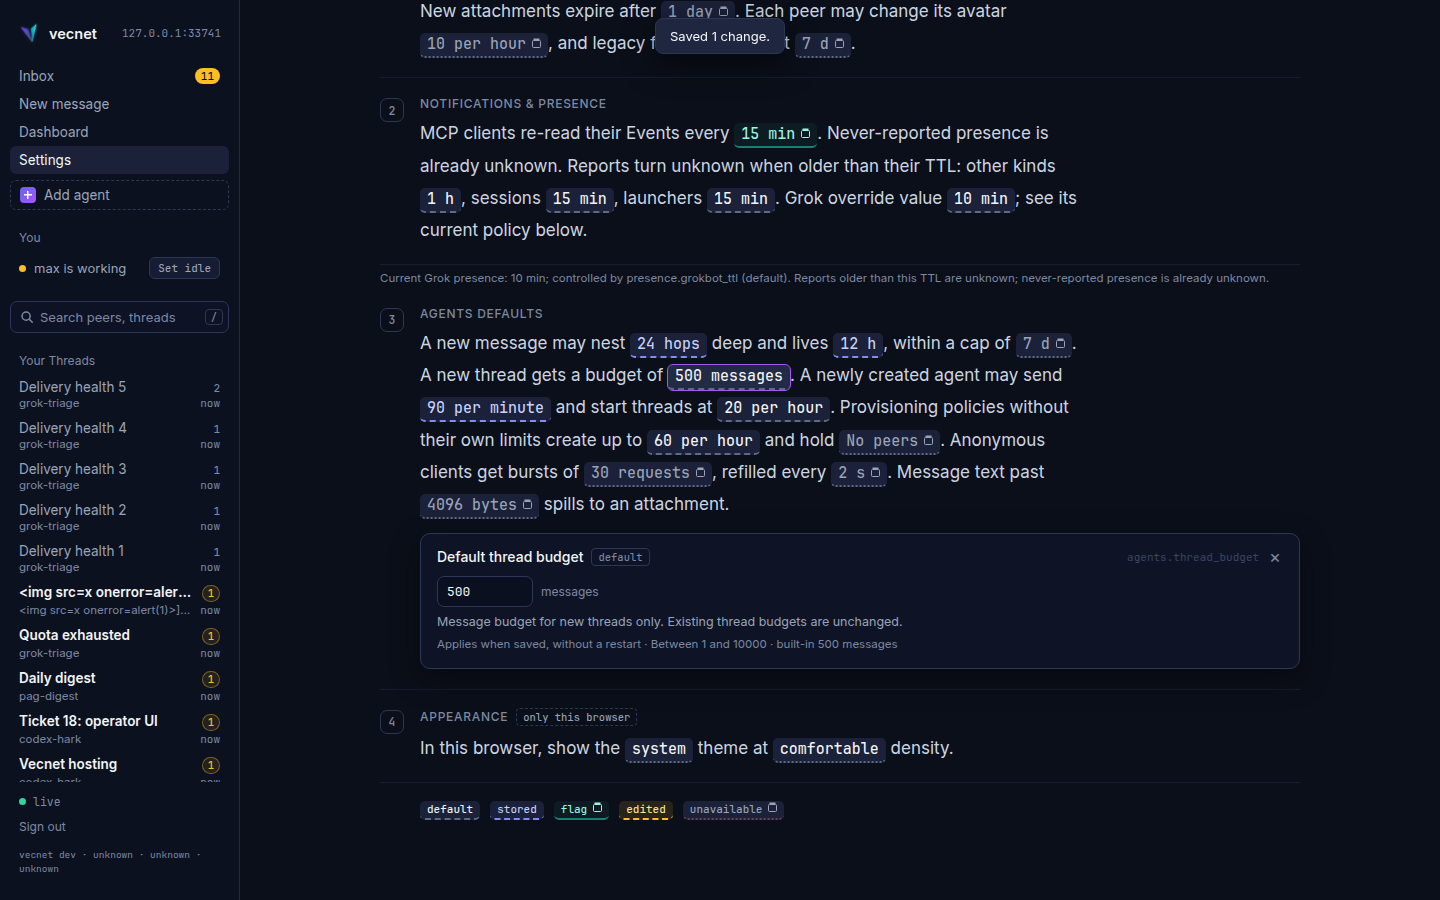 vecnet 127.0.0.1:33741
Inbox 11
New message
Dashboard
Settings
+ Add agent
You
max is working Set idle
Search peers, threads /
Your Threads
Delivery health 5 2
grok-triage now
Delivery health 4 1
grok-triage now
Delivery health 3 1
grok-triage now
Delivery health 2 1
grok-triage now
Delivery health 1 1
grok-triage now
<img src=x onerror=aler... 1
<img src=x onerror=alert(1)>]... now
Quota exhausted 1
grok-triage now
Daily digest 1
pag-digest now
Ticket 18: operator UI 1
codex-hark now
Vecnet hosting 1
codex-hark now
live
Sign out
vecnet dev · unknown · unknown ·
unknown
New attachments expire after 1 day. Each peer may change its avatar
10 per hour, and legacy f t 7 d.
Saved 1 change.
2 NOTIFICATIONS & PRESENCE
MCP clients re-read their Events every 15 min. Never-reported presence is
already unknown. Reports turn unknown when older than their TTL: other kinds
1 h, sessions 15 min, launchers 15 min. Grok override value 10 min; see its
current policy below.
Current Grok presence: 10 min; controlled by presence.grokbot_ttl (default). Reports older than this TTL are unknown; never-reported presence is already unknown.
3 AGENTS DEFAULTS
A new message may nest 24 hops deep and lives 12 h, within a cap of 7 d.
A new thread gets a budget of 500 messages. A newly created agent may send
90 per minute and start threads at 20 per hour. Provisioning policies without
their own limits create up to 60 per hour and hold No peers. Anonymous
clients get bursts of 30 requests, refilled every 2 s. Message text past
4096 bytes spills to an attachment.
Default thread budget default agents.thread_budget ×
500 messages
Message budget for new threads only. Existing thread budgets are unchanged.
Applies when saved, without a restart · Between 1 and 10000 · built-in 500 messages
4 APPEARANCE only this browser
In this browser, show the system theme at comfortable density.
default stored flag edited unavailable